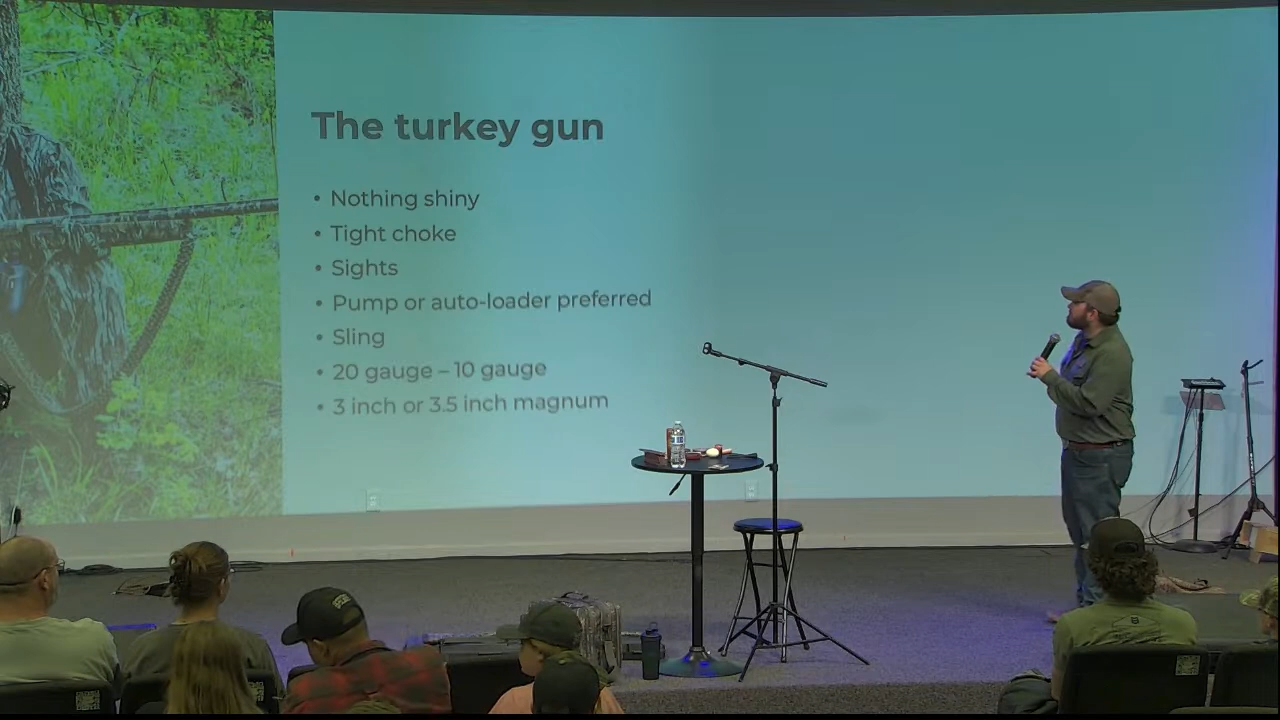 The turkey gun
• Nothing shiny
• Tight choke
• Sights
• Pump or auto-loader preferred
• Sling
• 20 gauge – 10 gauge
• 3 inch or 3.5 inch magnum